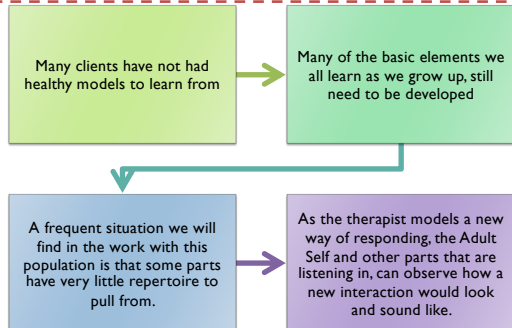 Many clients have not had
healthy models to learn from
Many of the basic elements we
all learn as we grow up, still
need to be developed
A frequent situation we will
find in the work with this
population is that some parts
have very little repertoire to
pull from.
As the therapist models a new
way of responding, the Adult
Self and other parts that are
listening in, can observe how a
new interaction would look
and sound like.